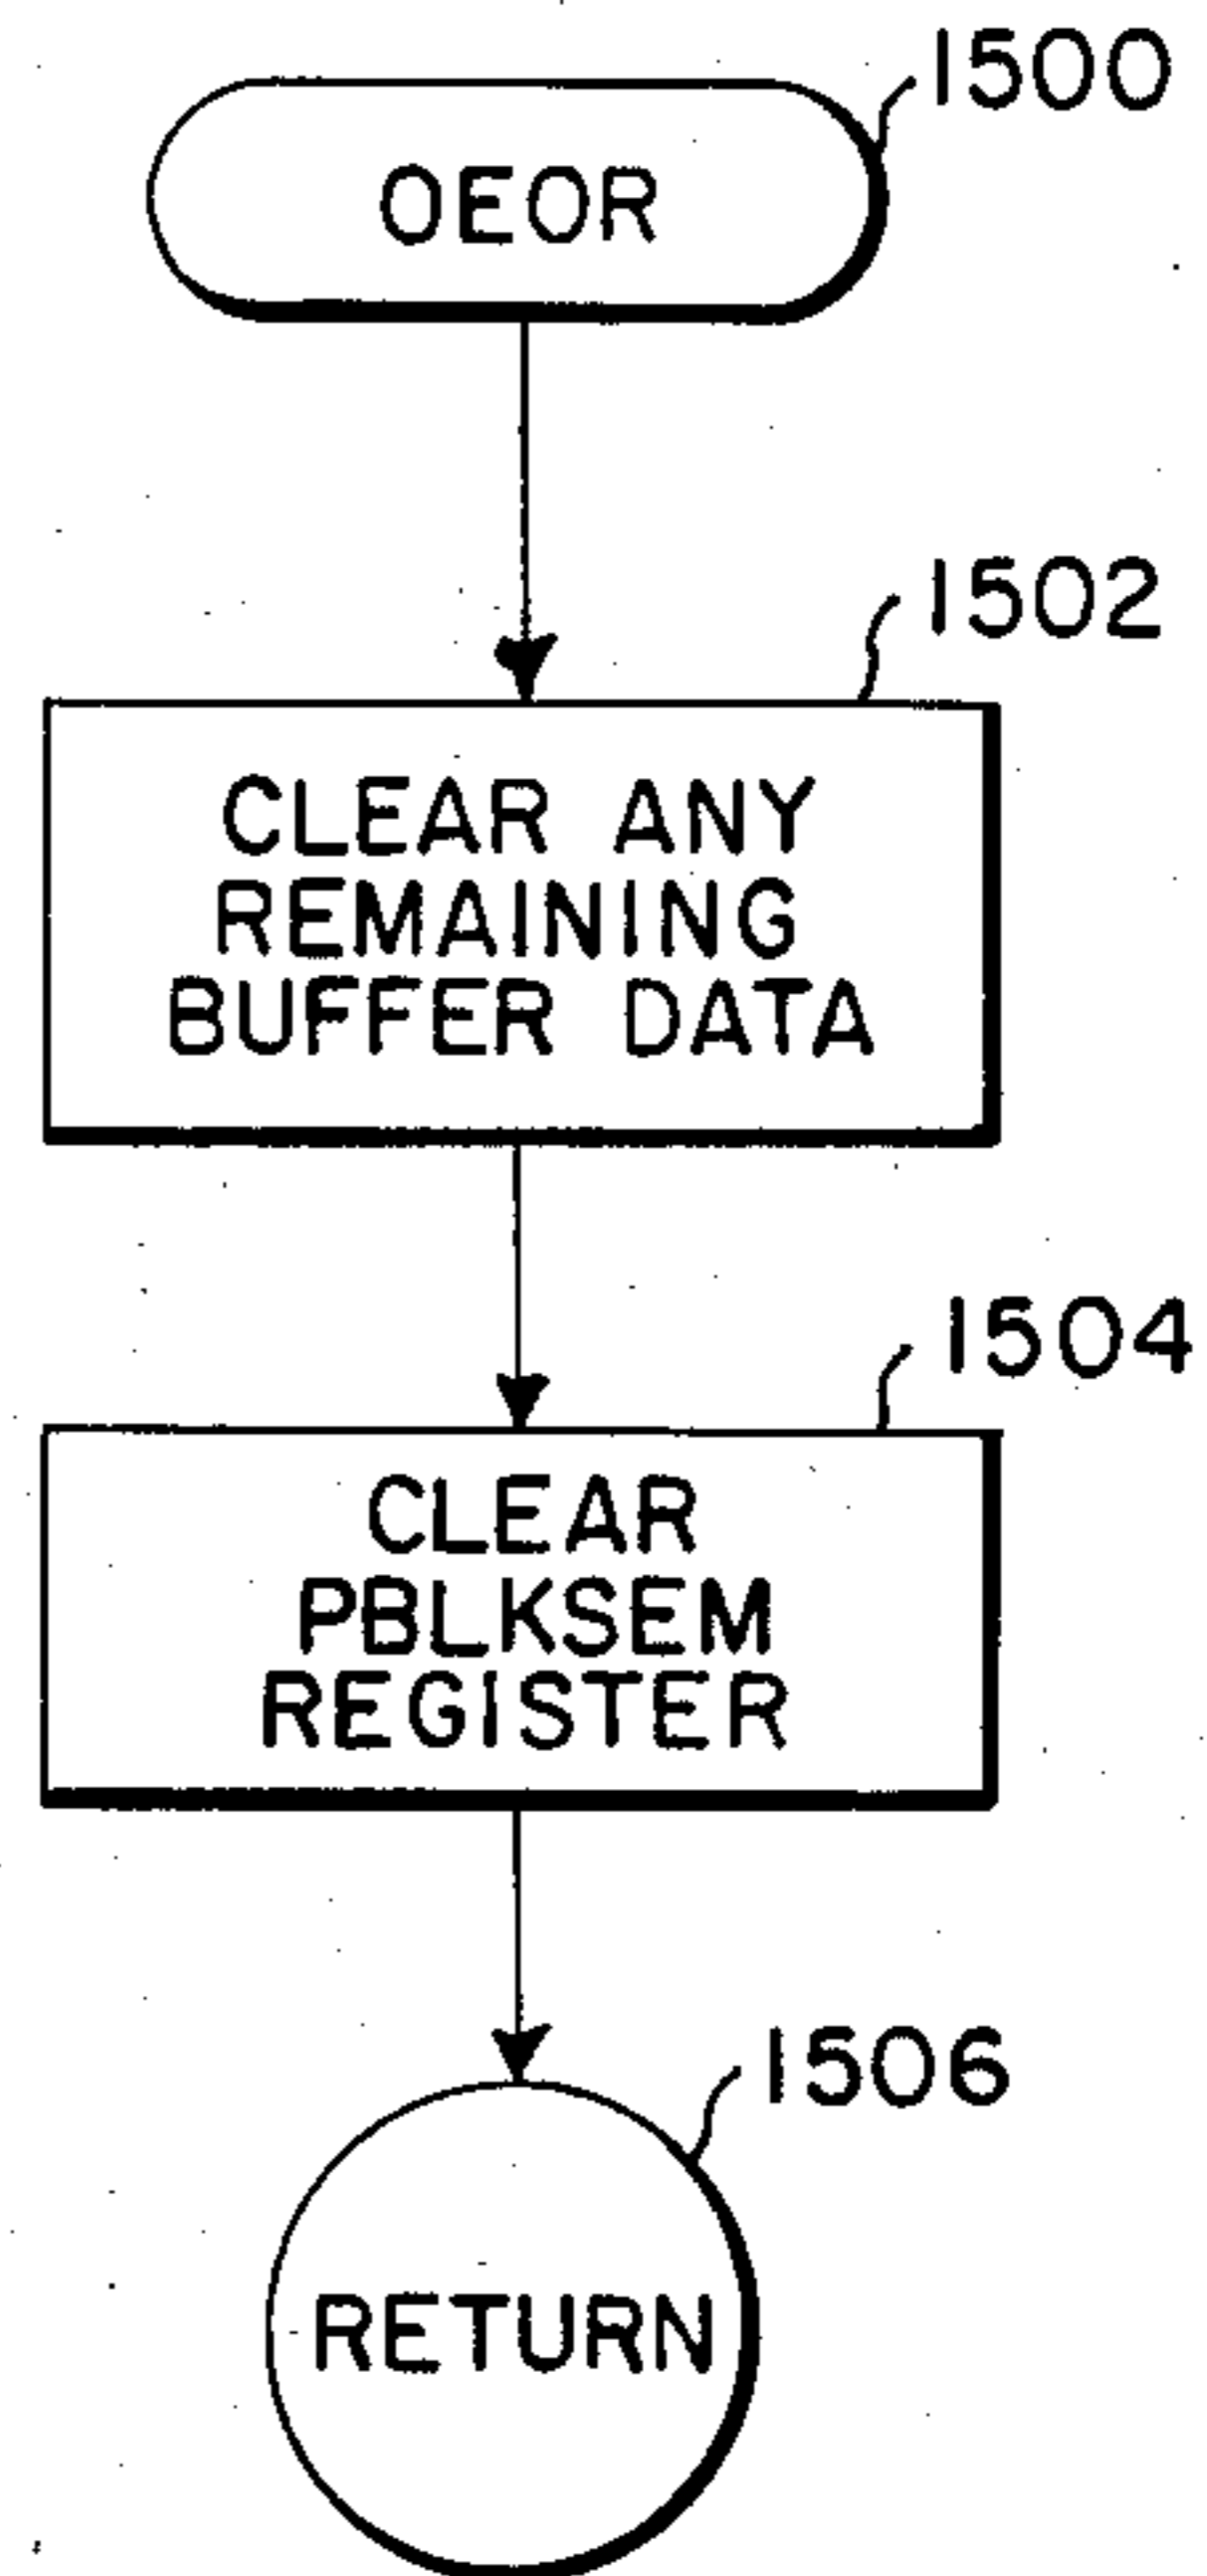 1500
OEOR
1502
CLEAR ANY
REMAINING
BUFFER DATA
1504
CLEAR
PBLKSEM
REGISTER
1506
RETURN